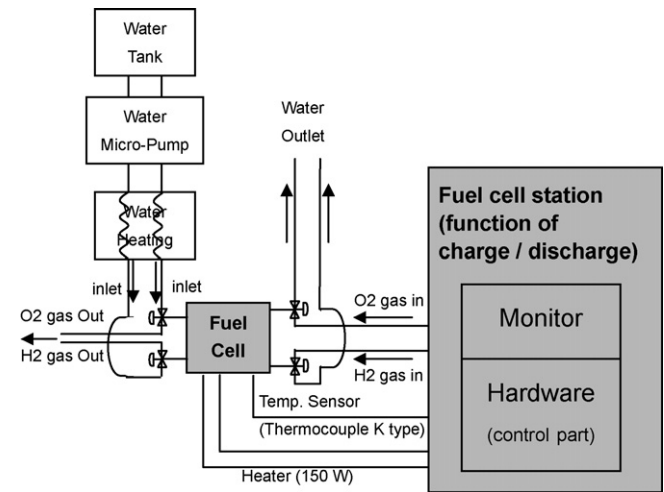 Water
Tank
Water
Micro-Pump
Water
Heating
Water
Outlet
inlet
inlet
O2 gas Out
H2 gas Out
Fuel
Cell
O2 gas in
H2 gas in
Temp. Sensor
(Thermocouple K type)
Heater (150 W)
Fuel cell station
(function of
charge / discharge)
Monitor
Hardware
(control part)